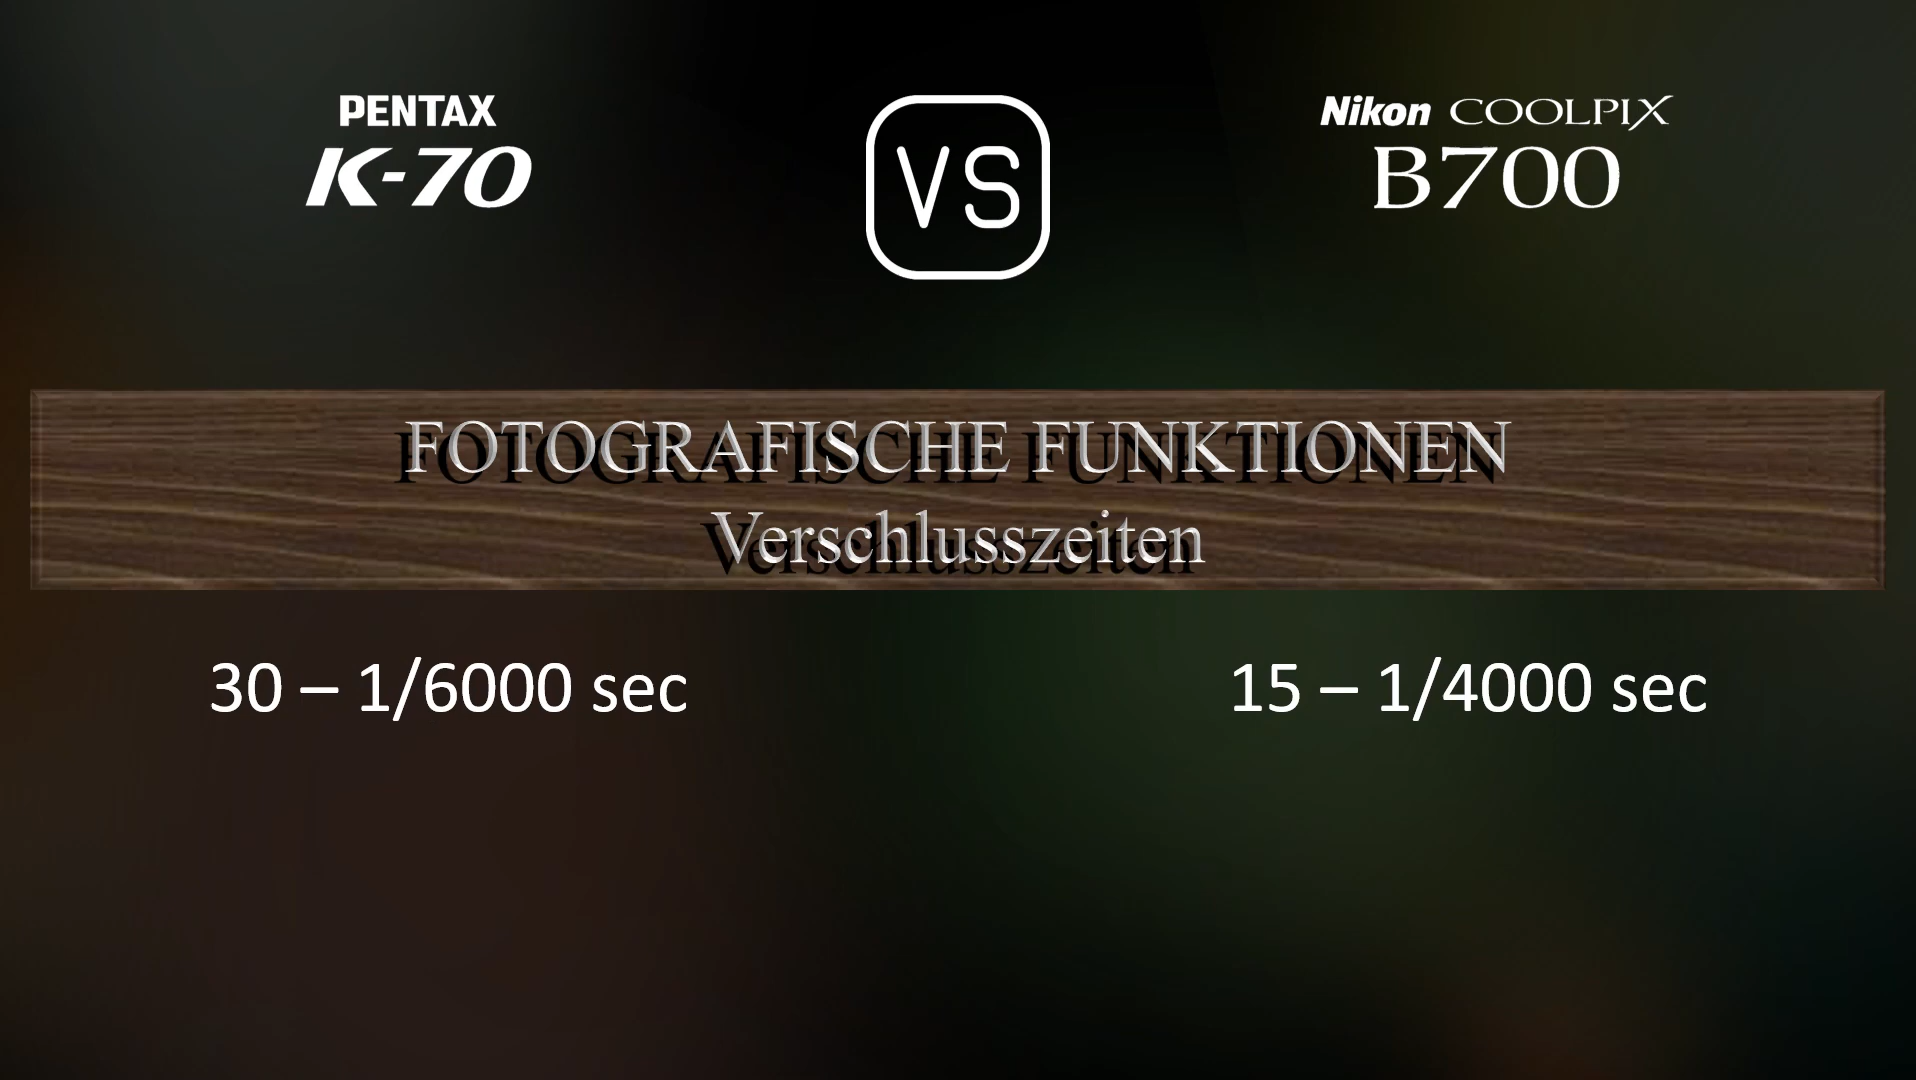 PENTAX
K-70
VS
Nikon COOLPIX
B700
FOTOGRAFISCHE FUNKTIONEN
Verschlusszeiten
30 – 1/6000 sec
15 – 1/4000 sec